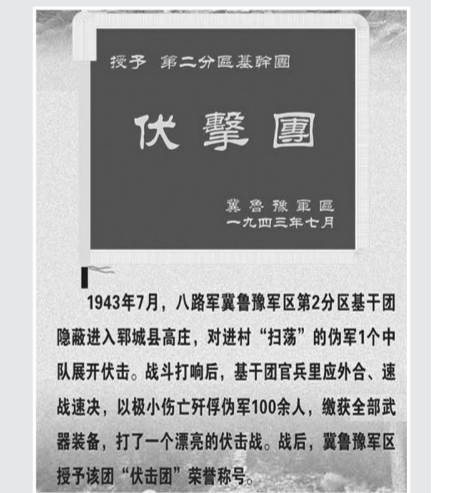 授予 第二分區基幹團
伏擊團
冀魯豫軍區
一九四三年七月
1943年7月，八路军冀鲁豫军区第2分区基干团
隐蔽进入郓城县高庄，对进村“扫荡”的伪军1个中
队展开伏击。战斗打响后，基干团官兵里应外合、速
战速决，以极小伤亡歼俘伪军100余人，缴获全部武
器装备，打了一个漂亮的伏击战。战后，冀鲁豫军区
授予该团“伏击团”荣誉称号。